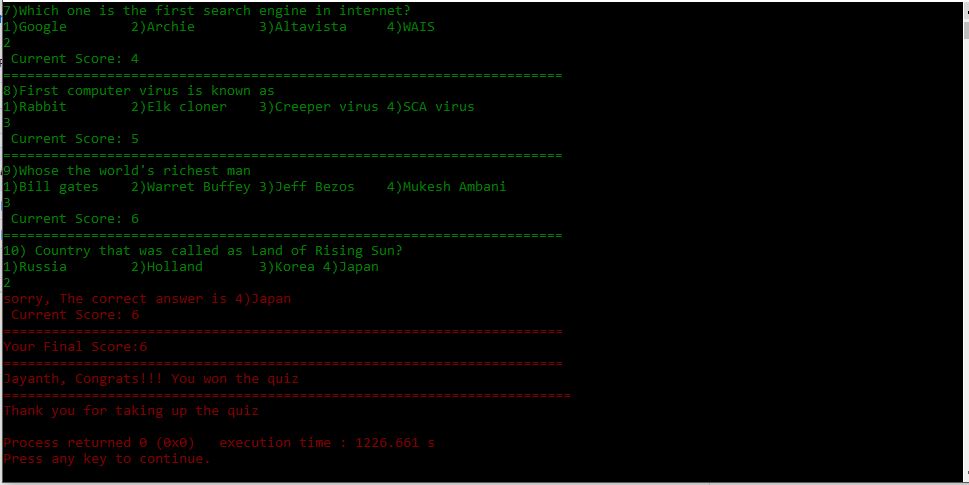 7)Which one is the first search engine in internet?
1)Google 2)Archie 3)Altavista 4)WAIS
2
Current Score: 4
======================================================================
8)First computer virus is known as
1)Rabbit 2)Elk cloner 3)Creeper virus 4)SCA virus
3
Current Score: 5
======================================================================
9)Whose the world's richest man
1)Bill gates 2)Warret Buffey 3)Jeff Bezos 4)Mukesh Ambani
3
Current Score: 6
======================================================================
10) Country that was called as Land of Rising Sun?
1)Russia 2)Holland 3)Korea 4)Japan
2
sorry, The correct answer is 4)Japan
Current Score: 6
======================================================================
Your Final Score:6
======================================================================
Jayanth, Congrats!!! You won the quiz
=======================================================================
Thank you for taking up the quiz
Process returned 0 (0x0) execution time : 1226.661 s
Press any key to continue.